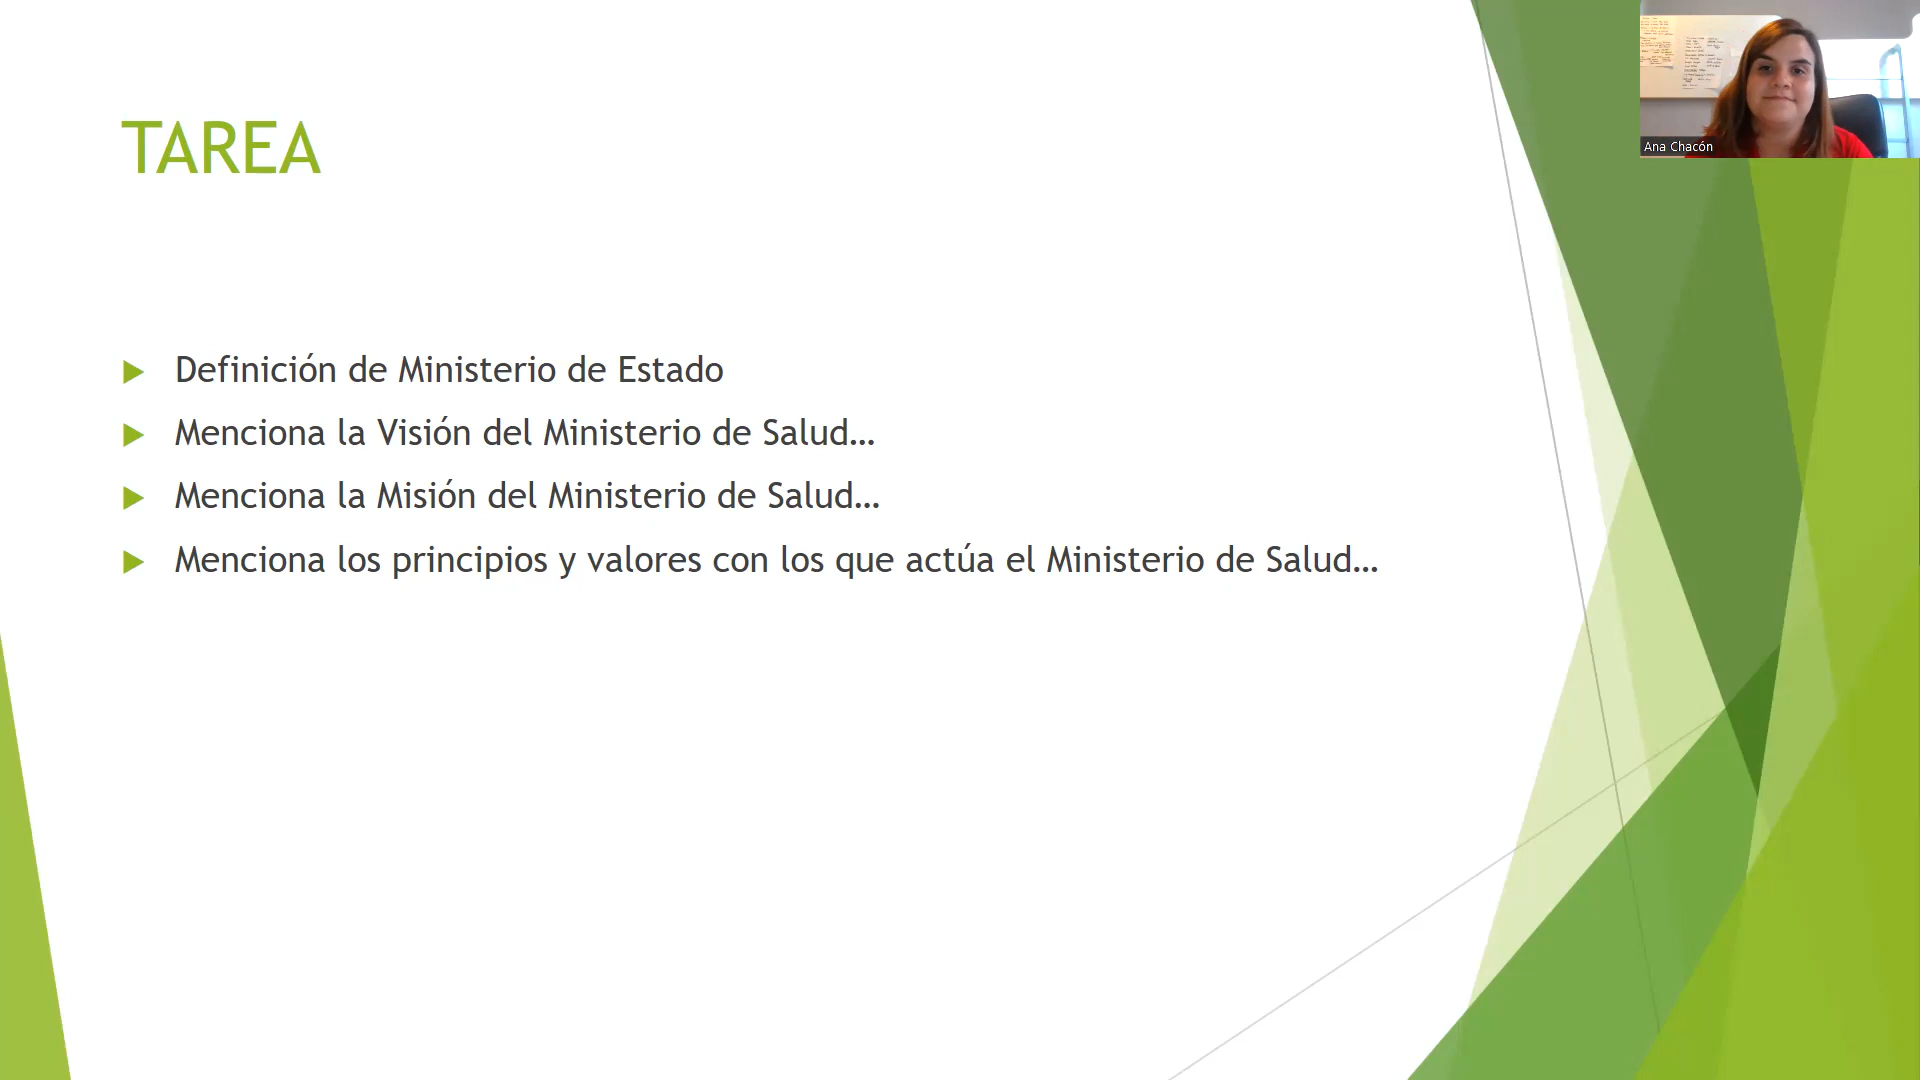 TAREA
Definición de Ministerio de Estado
Menciona la Visión del Ministerio de Salud...
Menciona la Misión del Ministerio de Salud...
Menciona los principios y valores con los que actúa el Ministerio de Salud...
Ana Chacón